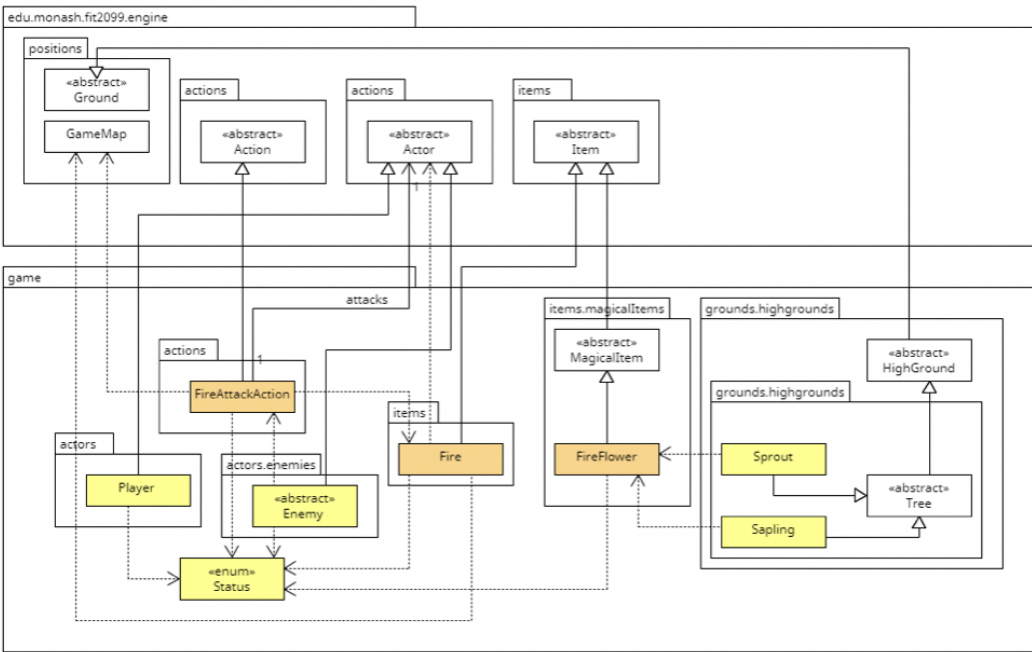 edu.monash.fit2099.engine
positions
«abstract»
Ground
GameMap
actions
«abstract»
Action
actions
«abstract»
Actor
1
items
«abstract»
Item
game
attacks
1
actions
FireAttackAction
actors
Player
actors.enemies
«abstract»
Enemy
items
Fire
«enum»
Status
items.magicalItems
«abstract»
MagicalItem
FireFlower
grounds.highgrounds
«abstract»
HighGround
grounds.highgrounds
Sprout
«abstract»
Tree
Sapling